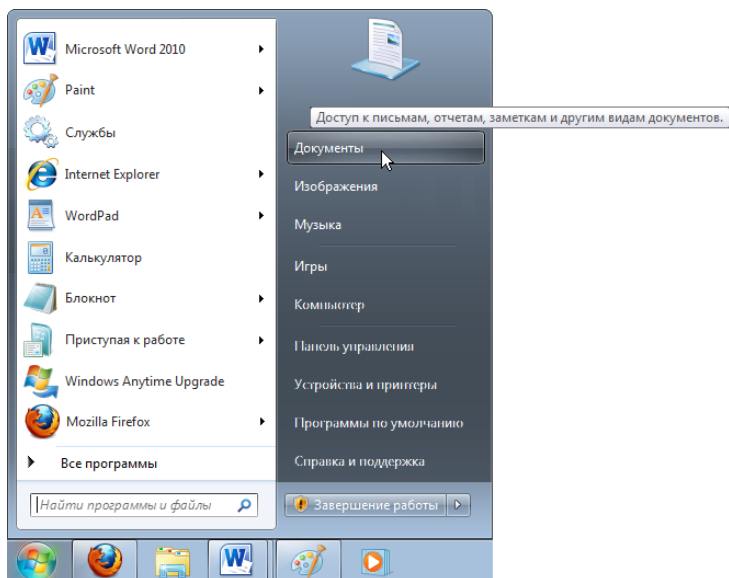 Microsoft Word 2010
Paint
Службы
Internet Explorer
WordPad
Калькулятор
Блокнот
Приступая к работе
Windows Anytime Upgrade
Mozilla Firefox
Все программы
Найти программы и файлы
Доступ к письмам, отчетам, заметкам и другим видам документов.
Документы
Изображения
Музыка
Игры
Компьютер
Панель управления
Устройства и принтеры
Программы по умолчанию
Справка и поддержка
Завершение работы